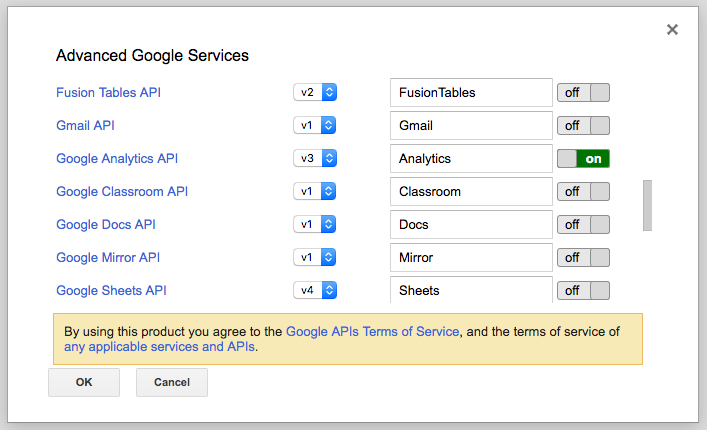 Advanced Google Services
Fusion Tables API v2 FusionTables off
Gmail API v1 Gmail off
Google Analytics API v3 Analytics on
Google Classroom API v1 Classroom off
Google Docs API v1 Docs off
Google Mirror API v1 Mirror off
Google Sheets API v4 Sheets off
By using this product you agree to the Google APIs Terms of Service, and the terms of service of
any applicable services and APIs.
OK Cancel